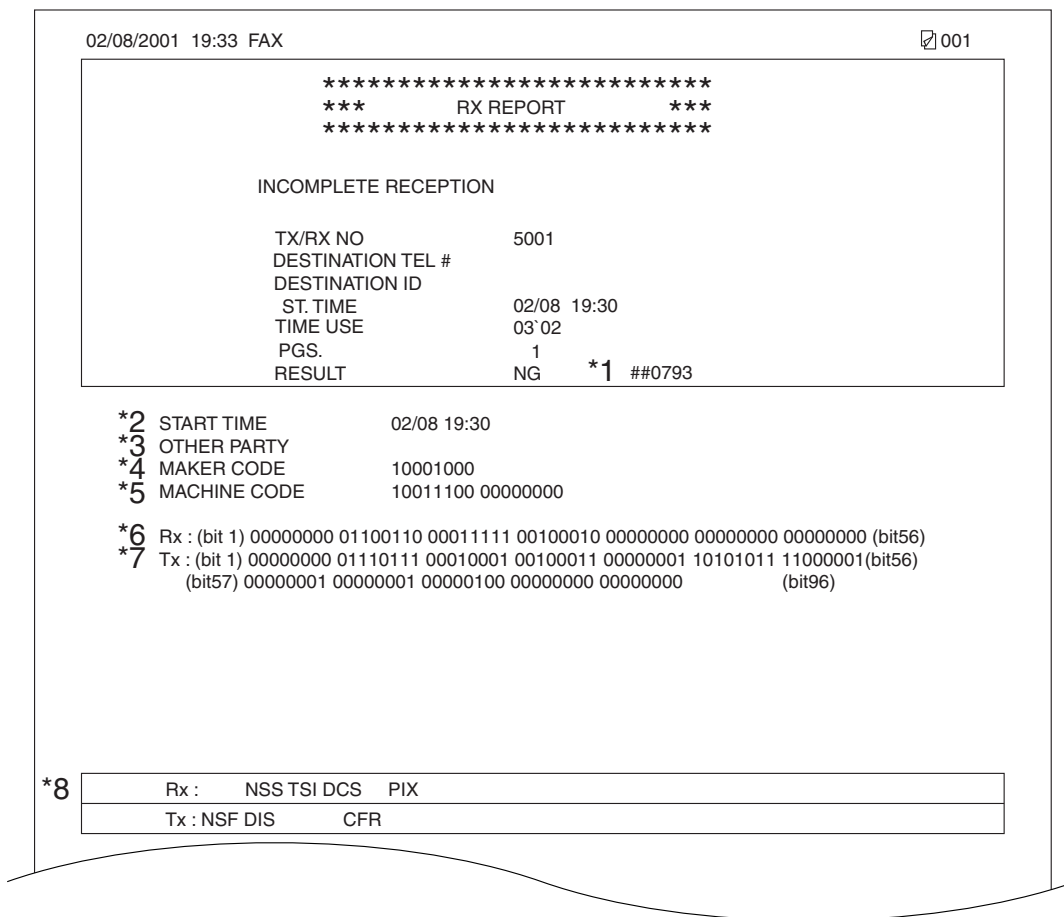 02/08/2001 19:33 FAX 001
**************************
*** RX REPORT ***
**************************
INCOMPLETE RECEPTION
TX/RX NO 5001
DESTINATION TEL #
DESTINATION ID
ST. TIME 02/08 19:30
TIME USE 03`02
PGS. 1
RESULT NG *1 ##0793
*2 START TIME 02/08 19:30
*3 OTHER PARTY
*4 MAKER CODE 10001000
*5 MACHINE CODE 10011100 00000000
*6 Rx : (bit 1) 00000000 01100110 00011111 00100010 00000000 00000000 00000000 (bit56)
*7 Tx : (bit 1) 00000000 01110111 00010001 00100011 00000001 10101011 11000001(bit56)
(bit57) 00000001 00000001 00000100 00000000 00000000 (bit96)
*8 Rx : NSS TSI DCS PIX
Tx : NSF DIS CFR